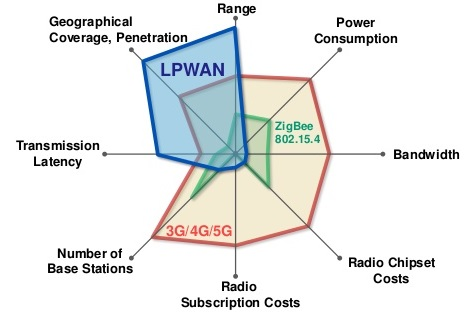 Range
Geographical
Coverage, Penetration
Power
Consumption
LPWAN
ZigBee
802.15.4
Transmission
Latency
Bandwidth
3G/4G/5G
Number of
Base Stations
Radio Chipset
Costs
Radio
Subscription Costs